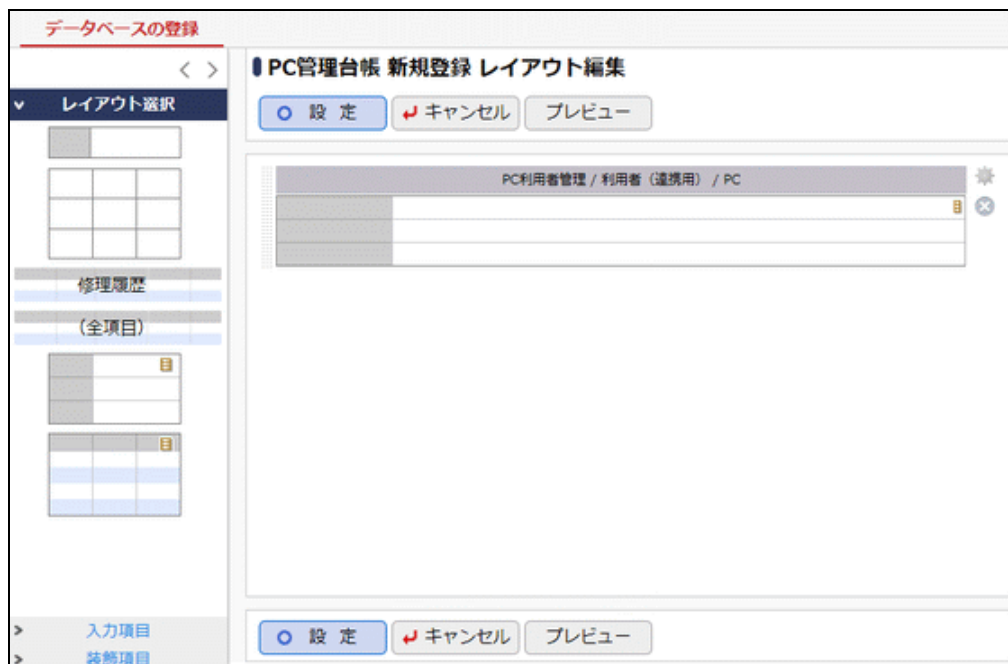 データベースの登録
PC管理台帳 新規登録 レイアウト編集
レイアウト選択
設 定
キャンセル
プレビュー
PC利用者管理 / 利用者（連携用） / PC
修理履歴
（全項目）
入力項目
装飾項目
設 定
キャンセル
プレビュー